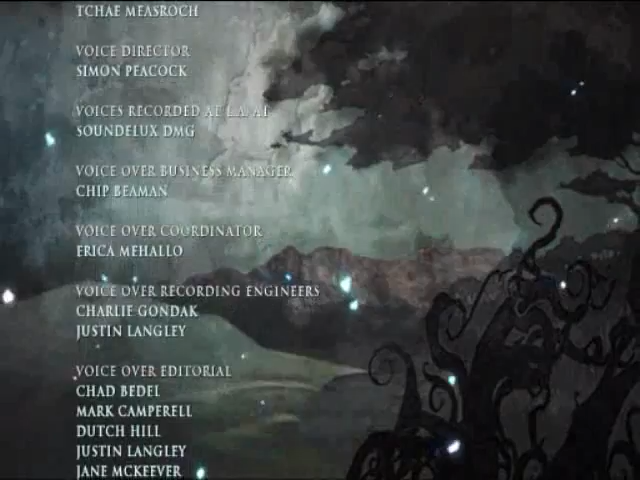 TCHAE MEASROCH
VOICE DIRECTOR
SIMON PEACOCK
VOICES RECORDED AT L.A. AT
SOUNDELUX DMG
VOICE OVER BUSINESS MANAGER
CHIP BEAMAN
VOICE OVER COORDINATOR
ERICA MEHALLO
VOICE OVER RECORDING ENGINEERS
CHARLIE GONDAK
JUSTIN LANGLEY
VOICE OVER EDITORIAL
CHAD BEDEL
MARK CAMPERELL
DUTCH HILL
JUSTIN LANGLEY
JANE MCKEEVER